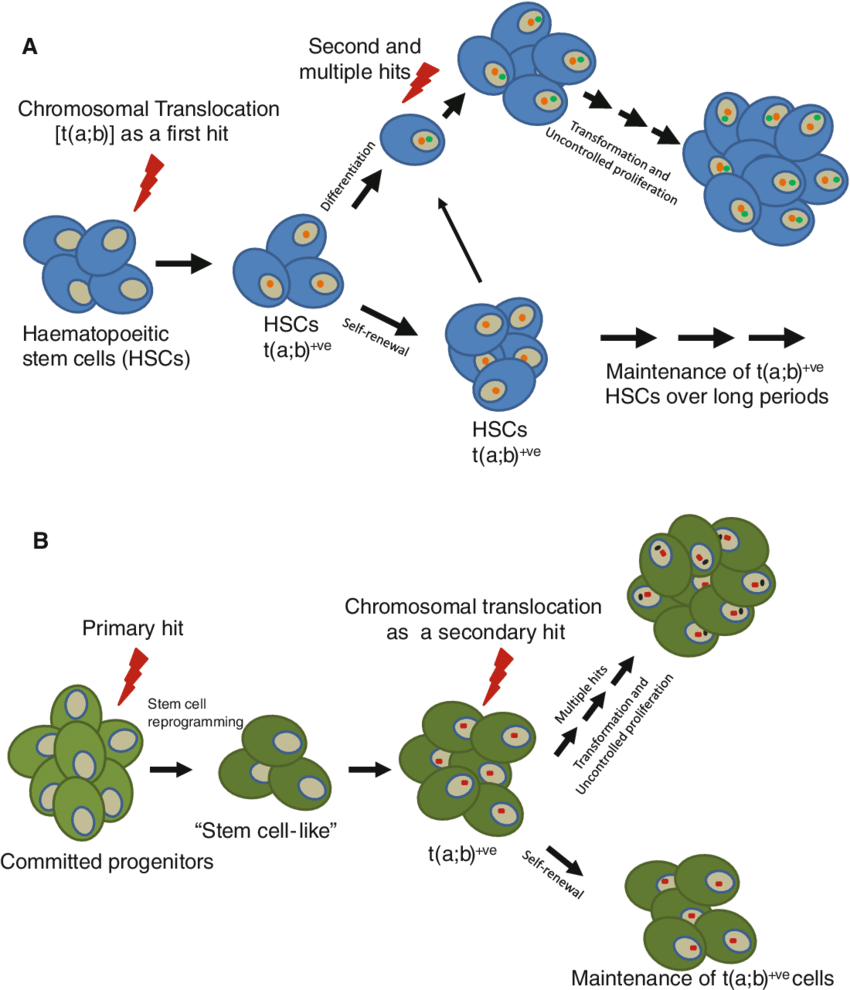 A
Second and
multiple hits
Chromosomal Translocation
[t(a;b)] as a first hit
Differentiation
Transformation and
Uncontrolled proliferation
Haematopoeitic
stem cells (HSCs)
HSCs
t(a;b)+ve
Self-renewal
HSCs
t(a;b)+ve
Maintenance of t(a;b)+ve
HSCs over long periods
B
Primary hit
Stem cell
reprogramming
Chromosomal translocation
as a secondary hit
Multiple hits
Transformation and
Uncontrolled proliferation
Committed progenitors
“Stem cell-like”
t(a;b)+ve
Self-renewal
Maintenance of t(a;b)+ve cells